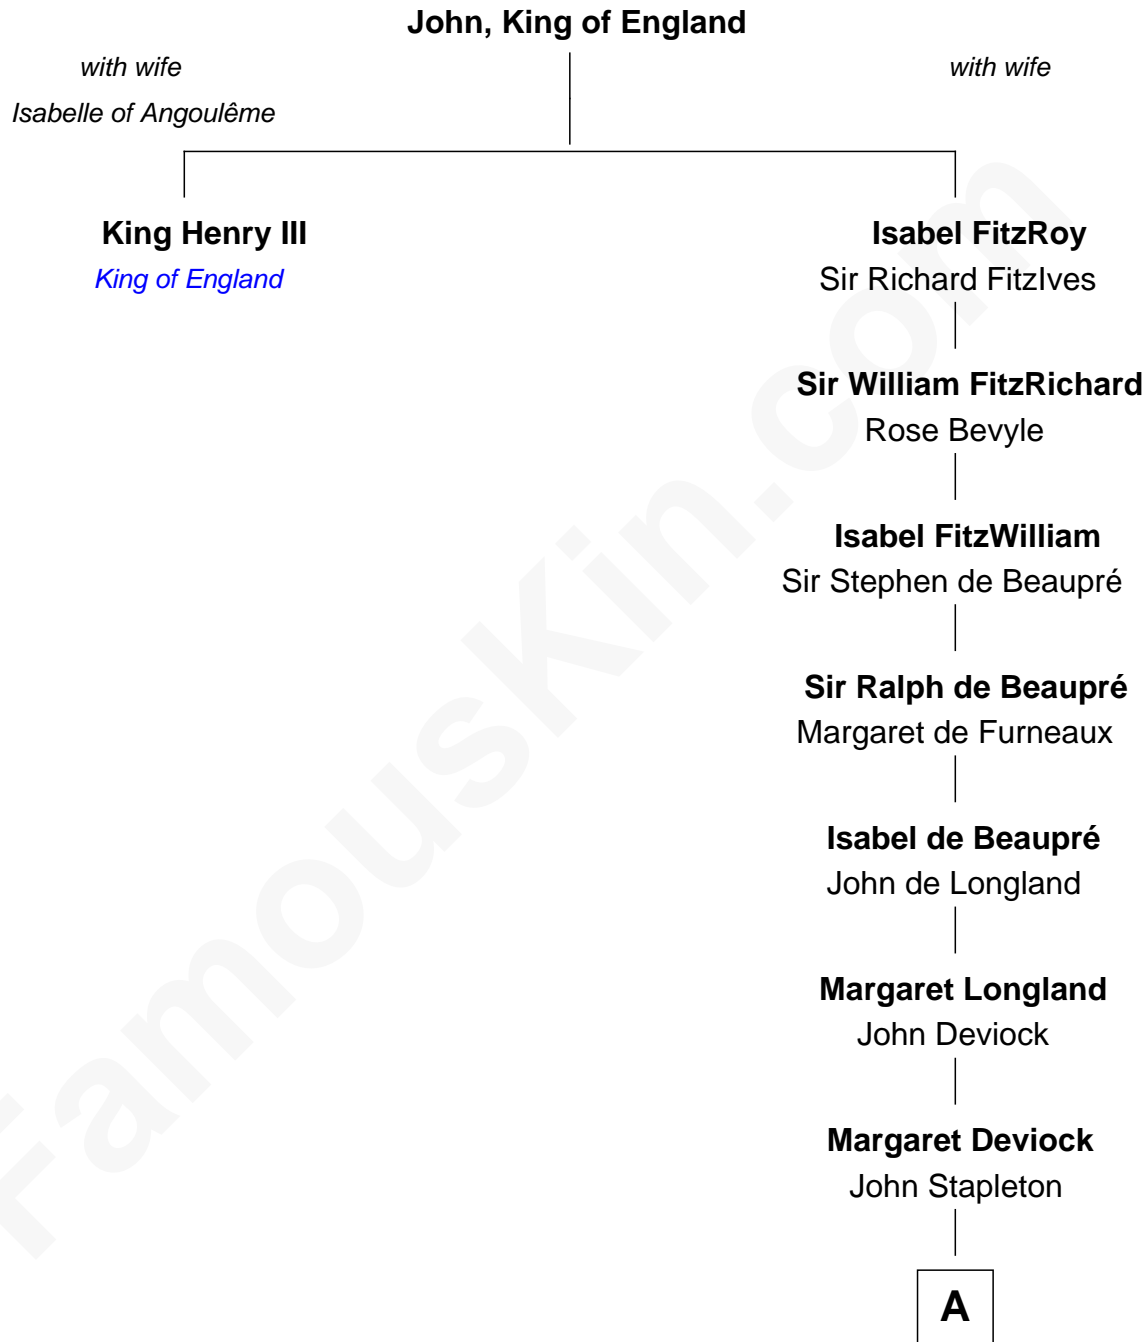 John, King of England
with wife
Isabelle of Angoulême
with wife
King Henry III
King of England
Isabel FitzRoy
Sir Richard FitzIves
Sir William FitzRichard
Rose Bevyle
Isabel FitzWilliam
Sir Stephen de Beaupré
Sir Ralph de Beaupré
Margaret de Furneaux
Isabel de Beaupré
John de Longland
Margaret Longland
John Deviock
Margaret Deviock
John Stapleton
A
FamousKin.com